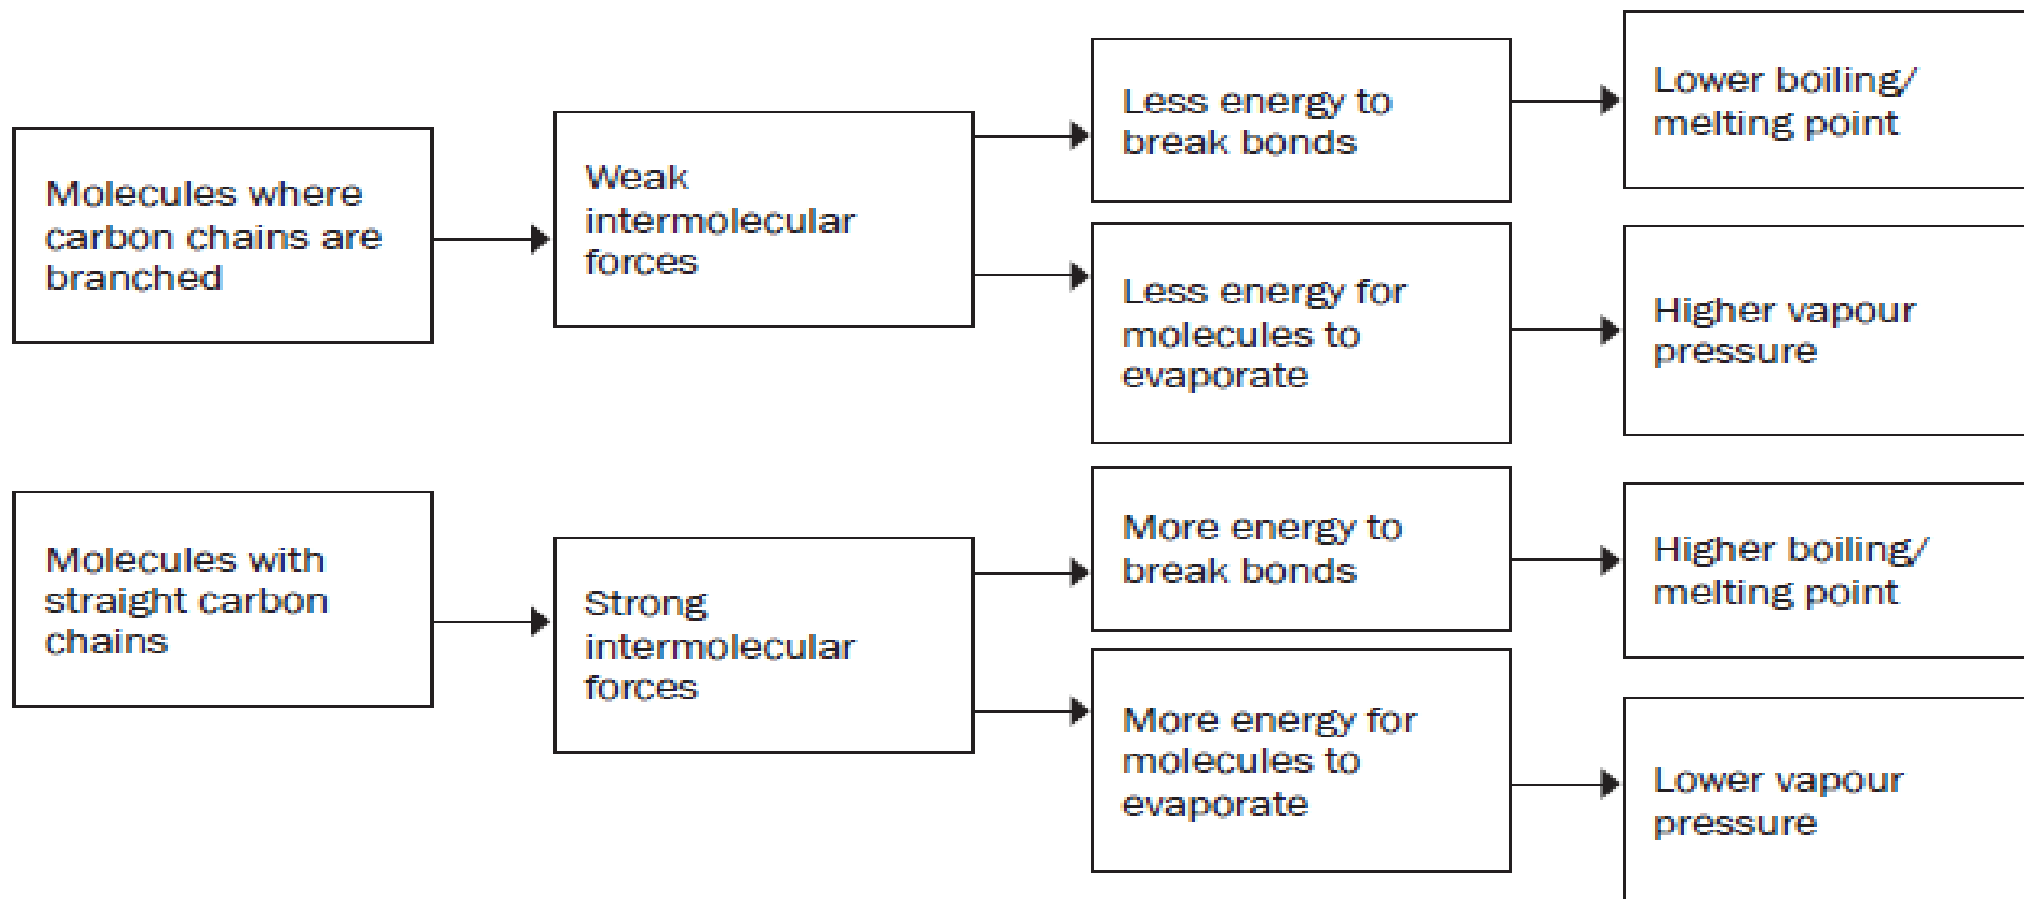 Molecules where
carbon chains are
branched
Weak
intermolecular
forces
Less energy to
break bonds
Lower boiling/
melting point
Less energy for
molecules to
evaporate
Higher vapour
pressure
Molecules with
straight carbon
chains
Strong
intermolecular
forces
More energy to
break bonds
Higher boiling/
melting point
More energy for
molecules to
evaporate
Lower vapour
pressure